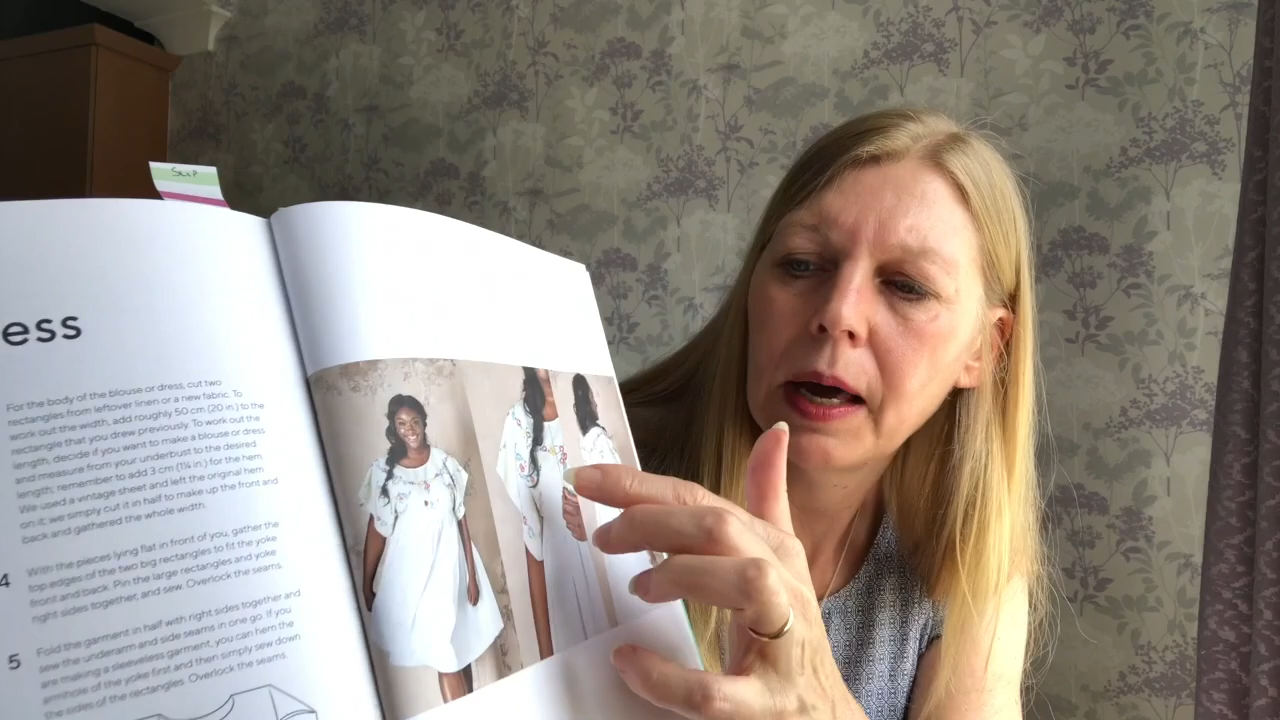 SLIP
ess
For the body of the blouse or dress, cut two
rectangles from leftover linen or a new fabric. To
work out the width, add roughly 50 cm (20 in.) to the
rectangle that you drew previously. To work out the
length, decide if you want to make a blouse or dress
and measure from your underbust to the desired
length; remember to add 3 cm (1¼ in.) for the hem.
We used a vintage sheet and left the original hem
on it; we simply cut it in half to make up the front and
back and gathered the whole width.
4 With the pieces lying flat in front of you, gather the
top edges of the two big rectangles to fit the yoke
front and back. Pin the large rectangles and yoke
right sides together, and sew. Overlock the seams.
5 Fold the garment in half with right sides together and
sew the underarm and side seams in one go. If you
are making a sleeveless garment, you can hem the
armhole of the yoke first and then simply sew down
the sides of the rectangles. Overlock the seams.